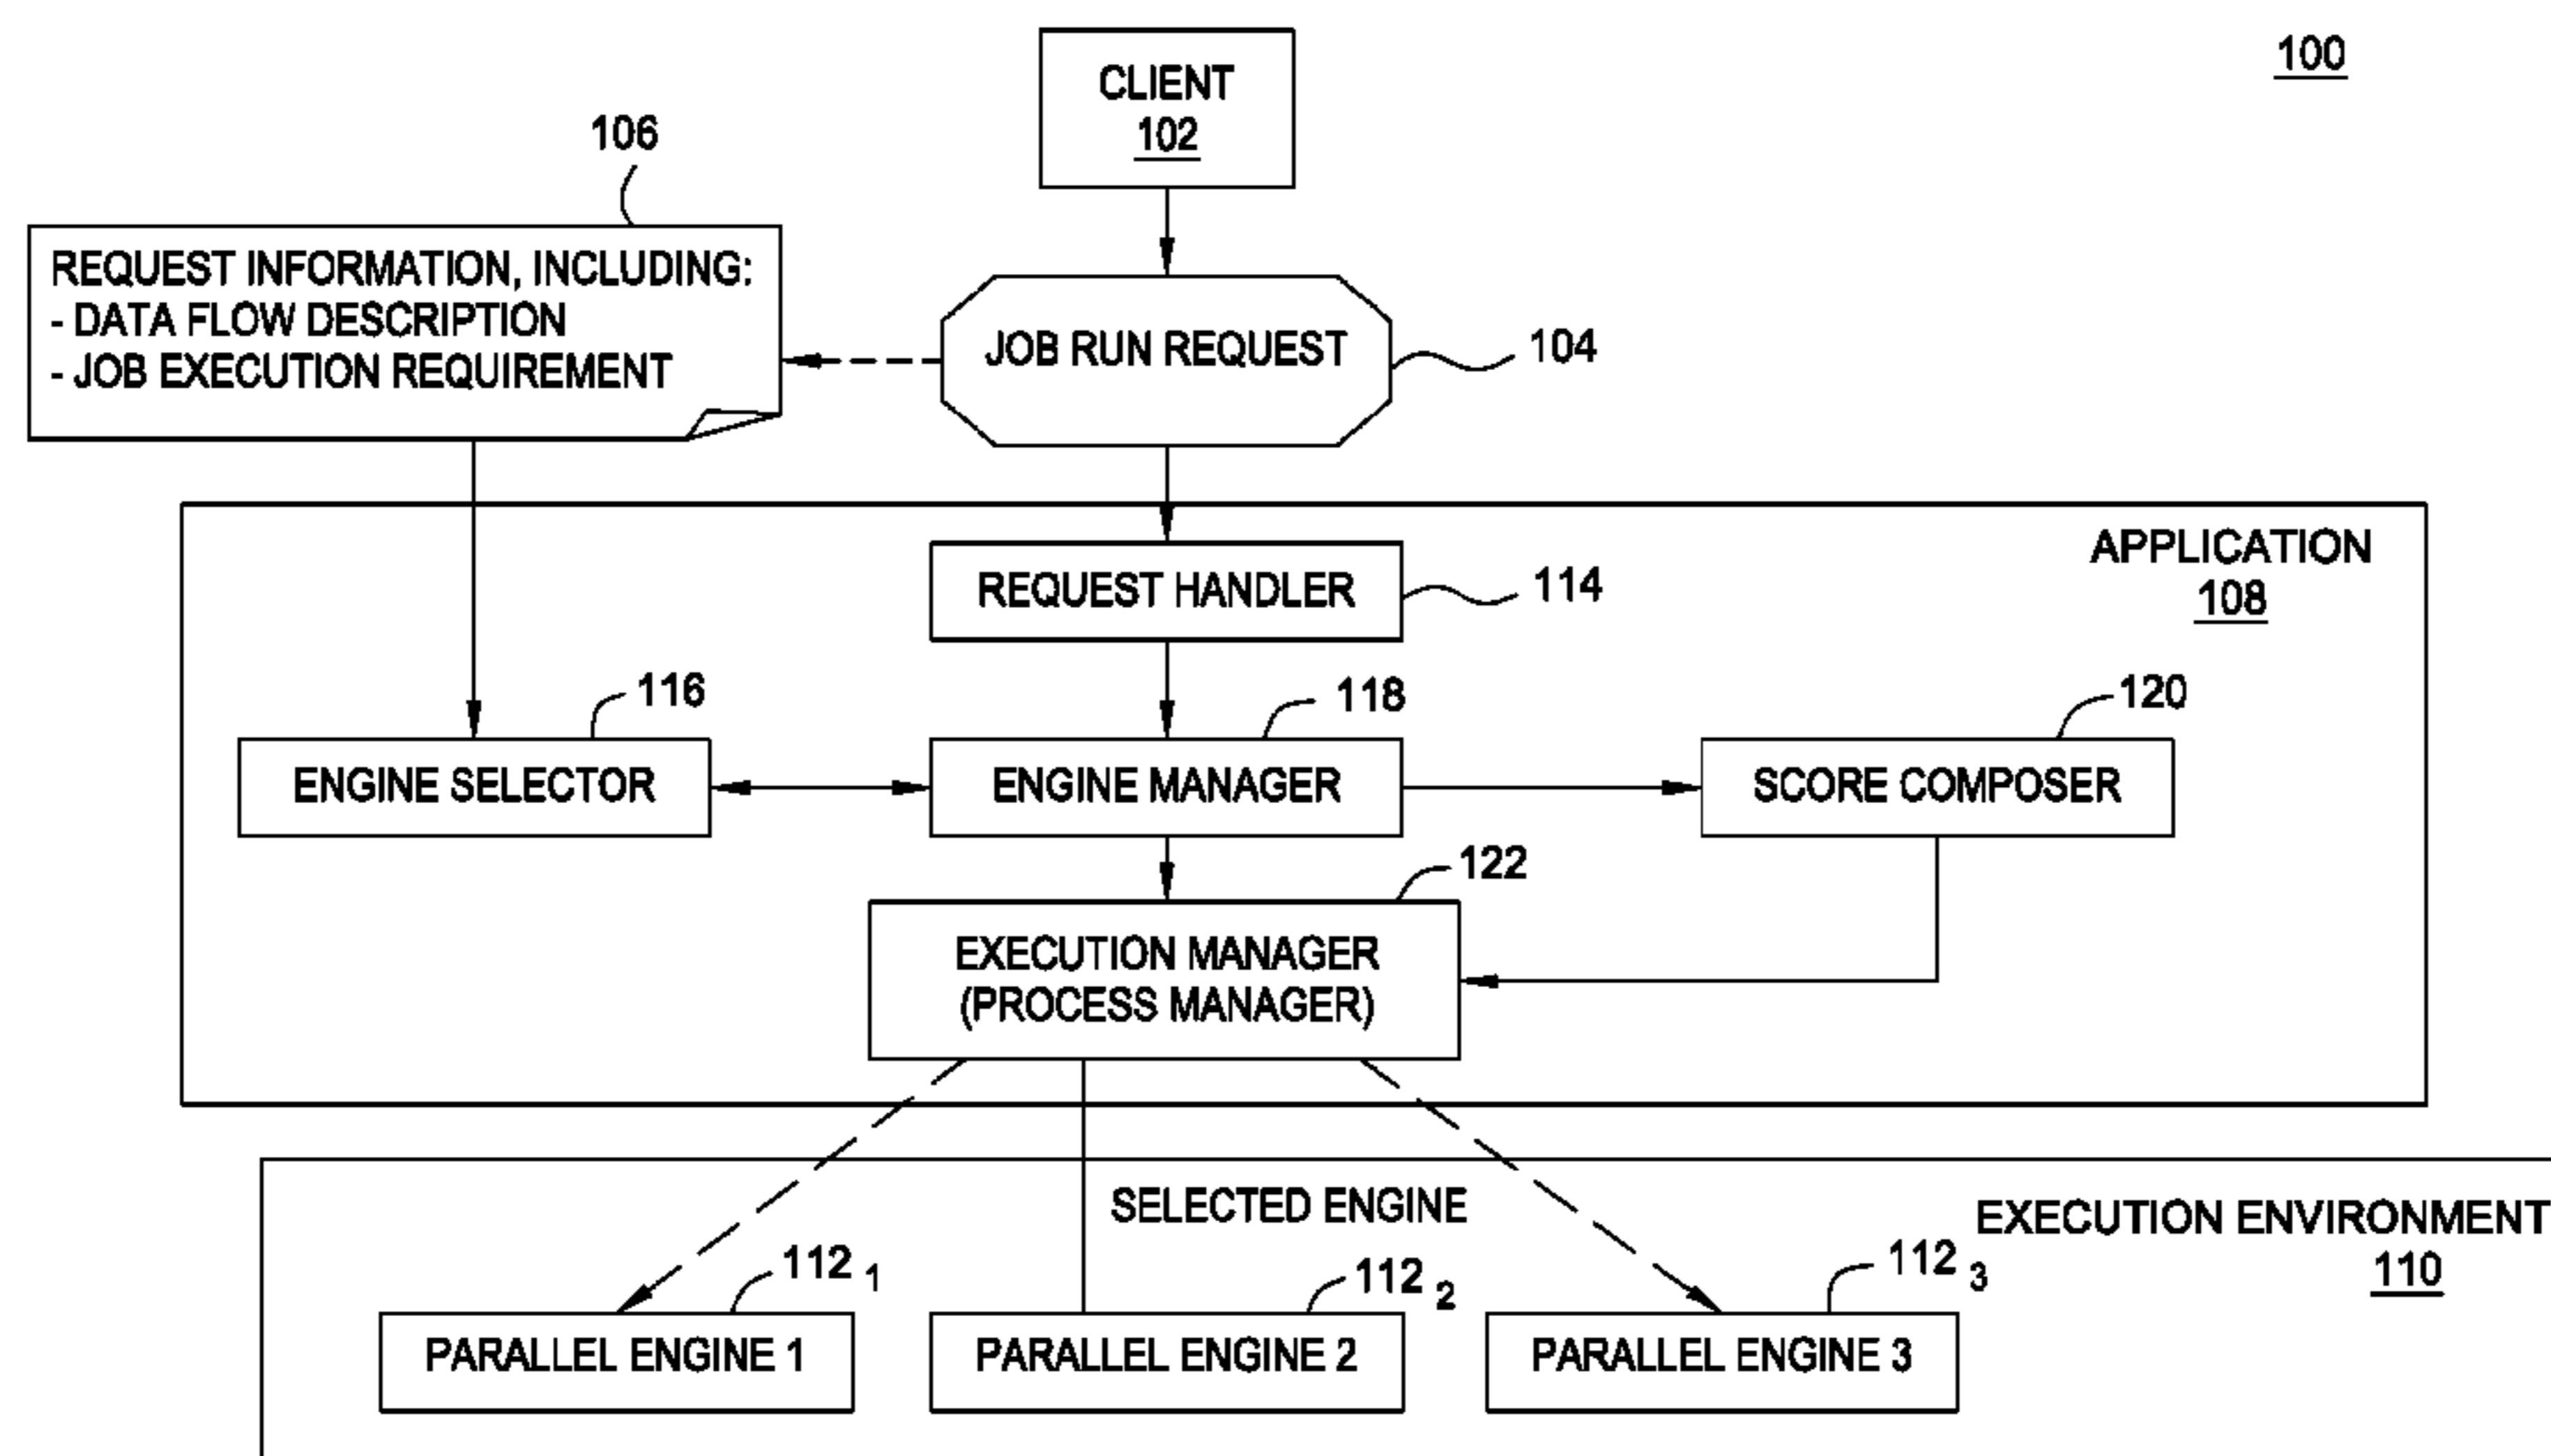 100
CLIENT
102
106
REQUEST INFORMATION, INCLUDING:
- DATA FLOW DESCRIPTION
- JOB EXECUTION REQUIREMENT
JOB RUN REQUEST
104
APPLICATION
108
REQUEST HANDLER
114
116
118
120
ENGINE SELECTOR
ENGINE MANAGER
SCORE COMPOSER
122
EXECUTION MANAGER
(PROCESS MANAGER)
SELECTED ENGINE
EXECUTION ENVIRONMENT
110
112 1
112 2
112 3
PARALLEL ENGINE 1
PARALLEL ENGINE 2
PARALLEL ENGINE 3